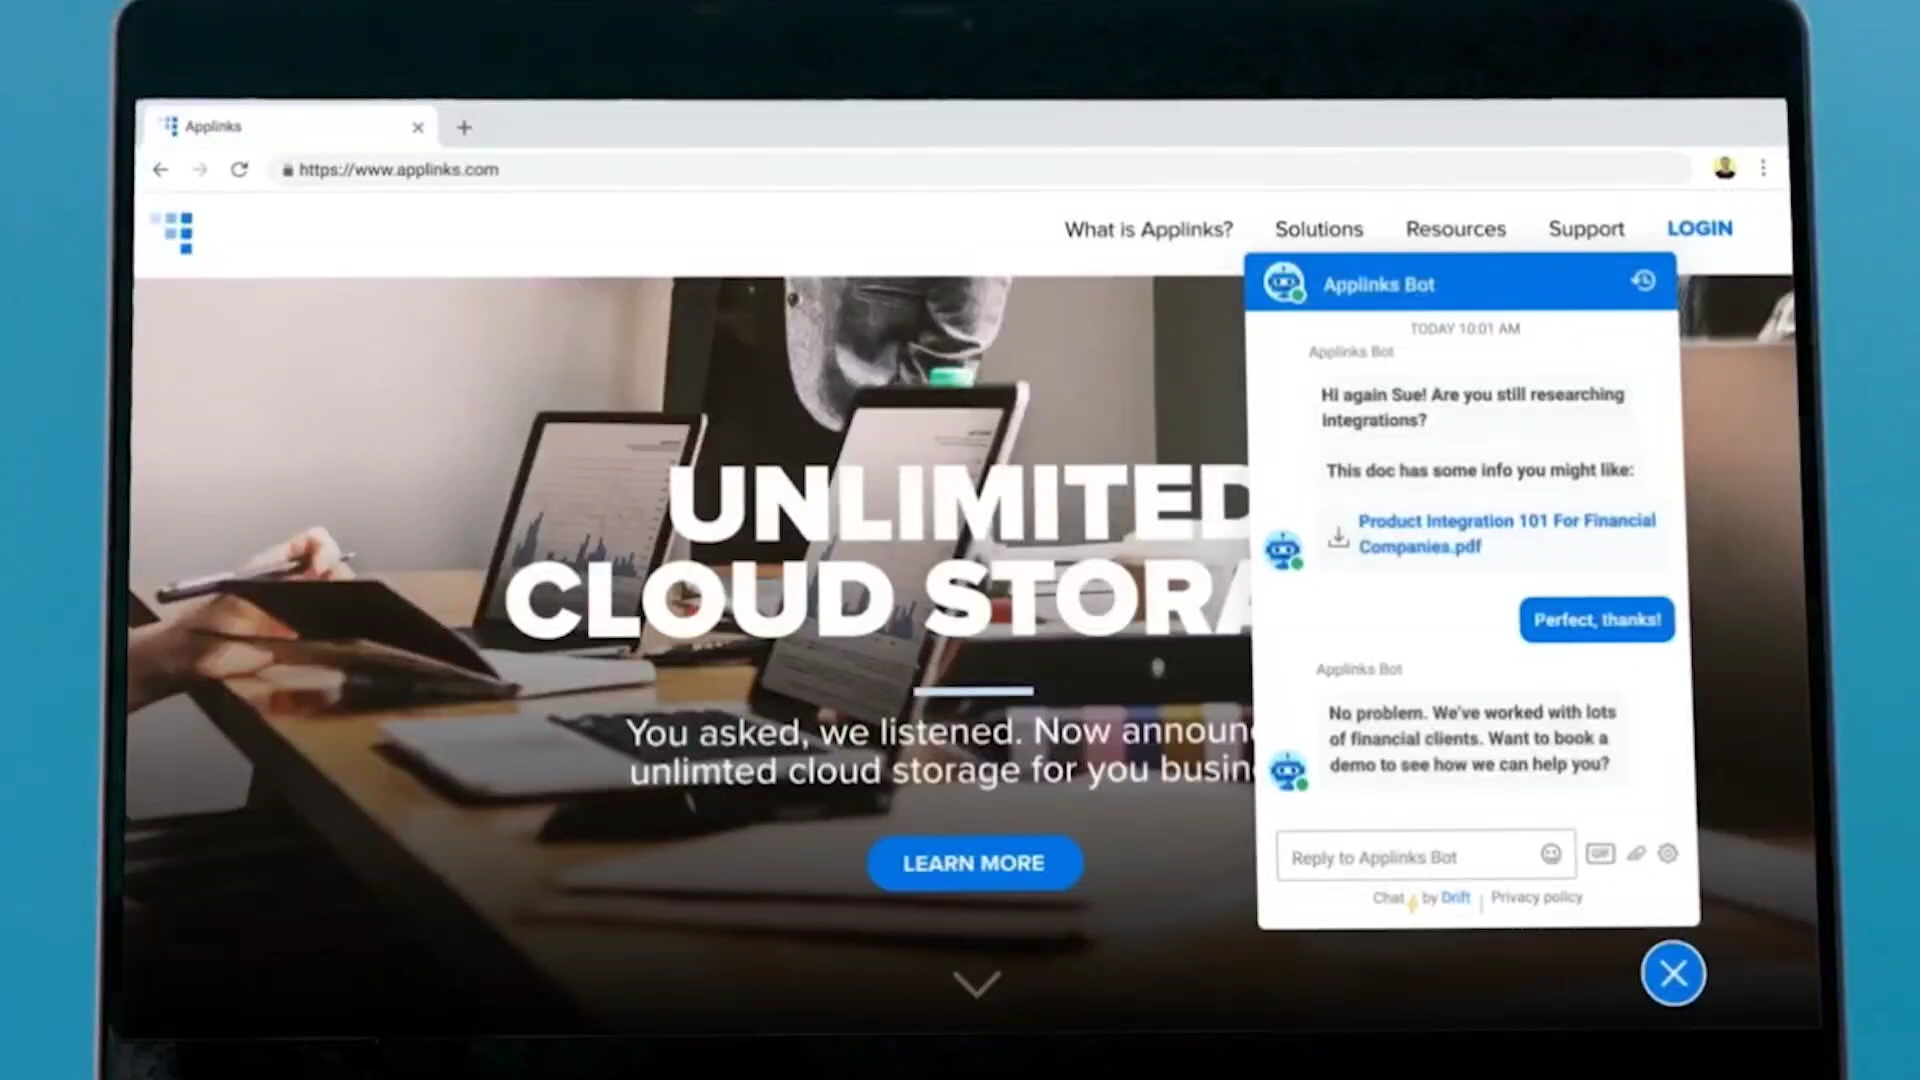 Applinks
https://www.applinks.com
What is Applinks? Solutions Resources Support LOGIN
Applinks Bot
TODAY 10:01 AM
Applinks Bot
Hi again Sue! Are you still researching
integrations?
This doc has some info you might like:
Product Integration 101 For Financial
Companies.pdf
Perfect, thanks!
Applinks Bot
No problem. We've worked with lots
of financial clients. Want to book a
demo to see how we can help you?
Reply to Applinks Bot
GIF
Chat by Drift | Privacy policy
UNLIMITED
CLOUD STORA
You asked, we listened. Now announc
unlimted cloud storage for you busin
LEARN MORE